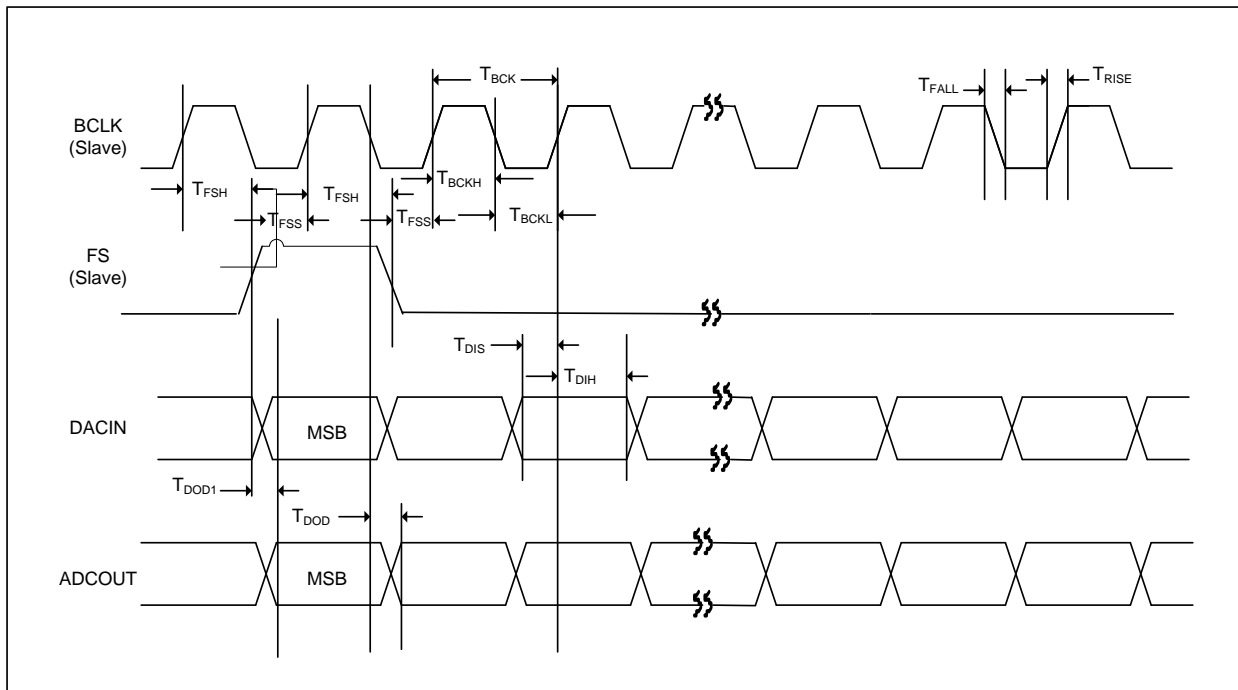 TBCK
TFALL
TRISE
BCLK
(Slave)
TFSH
TFSH
TBCKH
TFSS
TFSS
TBCKL
FS
(Slave)
TDIS
TDIH
DACIN
MSB
TDOD1
TDOD
ADCOUT
MSB